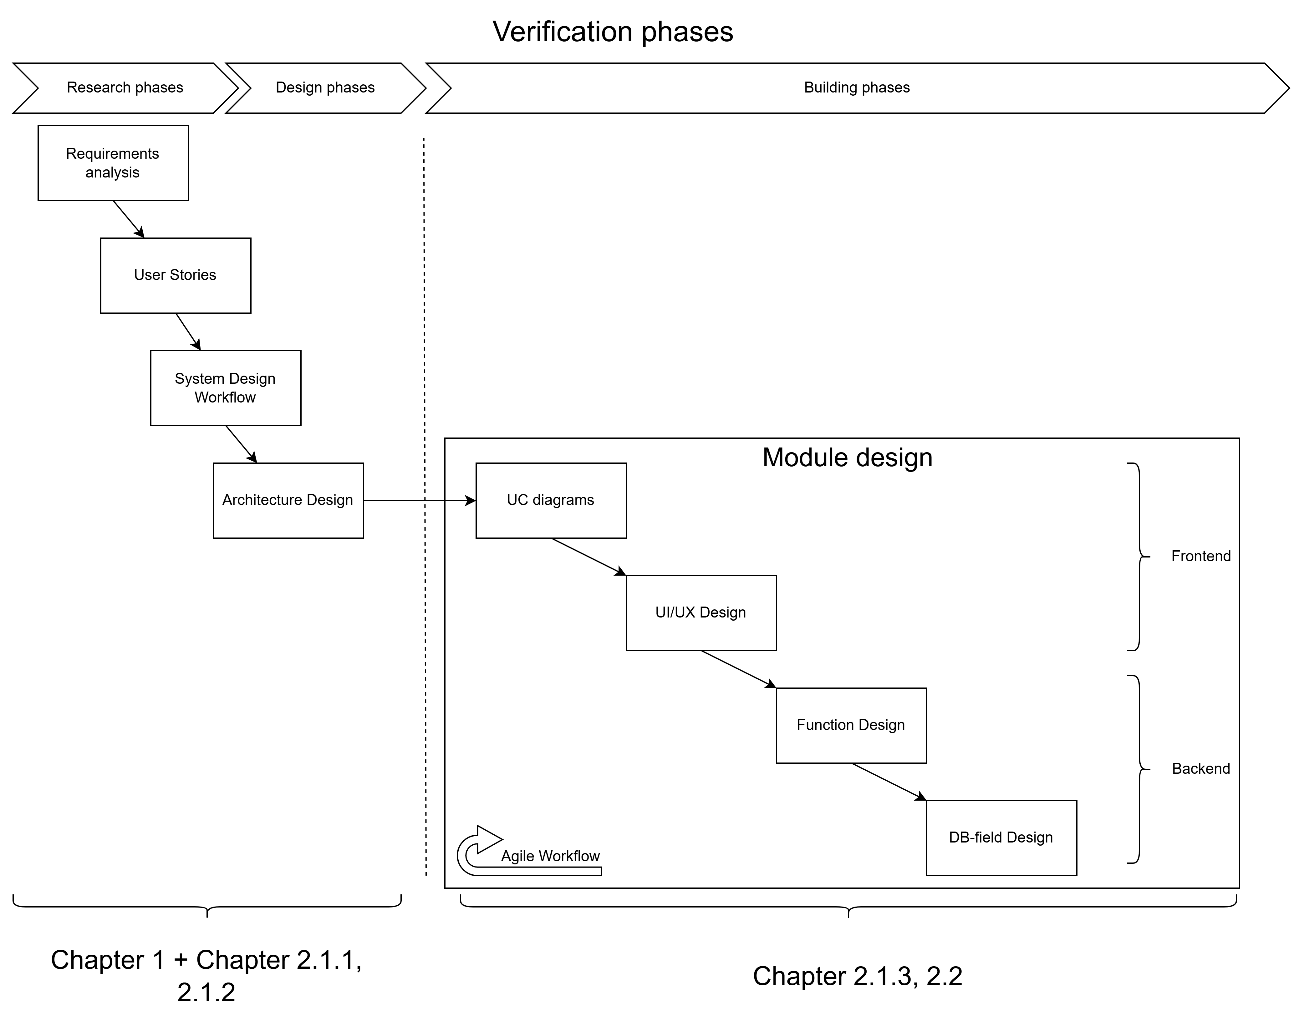 Verification phases
Research phases
Design phases
Building phases
Requirements
analysis
User Stories
System Design
Workflow
Architecture Design
Module design
UC diagrams
Frontend
UI/UX Design
Function Design
Backend
DB-field Design
Agile Workflow
Chapter 1 + Chapter 2.1.1,
2.1.2
Chapter 2.1.3, 2.2